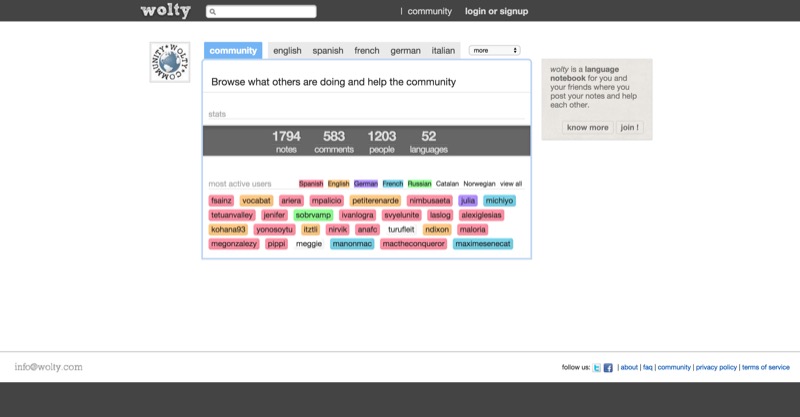 wolty
| community login or signup
WOLTY COMMUNITY
community english spanish french german italian more
Browse what others are doing and help the community
stats
1794 583 1203 52
notes comments people languages
most active users Spanish English German French Russian Catalan Norwegian view all
fsainz vocabat ariera mpalicio petiterenarde nimbusaeta julia michiyo
tetuanvalley jenifer sobrvamp ivanlogra svyelunite laslog alexiglesias
kohana93 yonosoytu itztli nirvik anafc turufleit ndixon maloria
megonzalezy pippi meggie manonmac mactheconqueror maximesenecat
wolty is a language
notebook for you and
your friends where you
post your notes and help
each other.
know more join !
info@wolty.com
follow us: | about | faq | community | privacy policy | terms of service